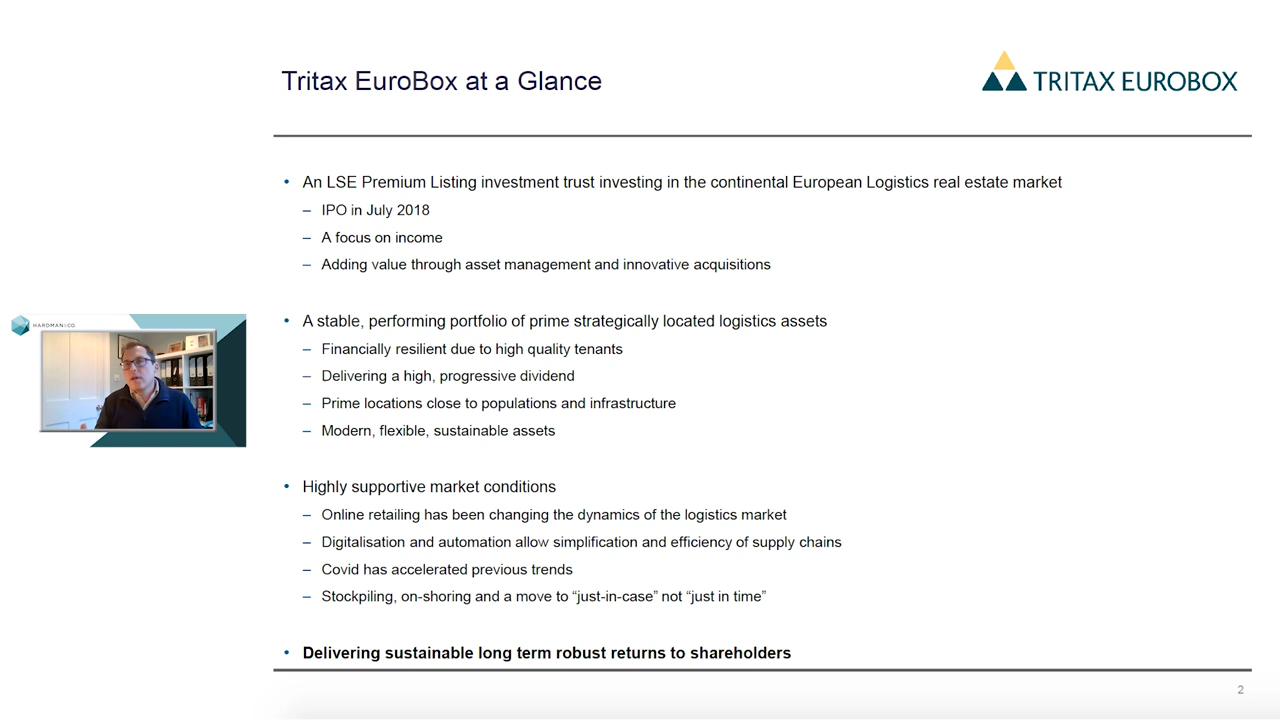 Tritax EuroBox at a Glance
TRITAX EUROBOX
• An LSE Premium Listing investment trust investing in the continental European Logistics real estate market
– IPO in July 2018
– A focus on income
– Adding value through asset management and innovative acquisitions
HARDMAN&CO.
• A stable, performing portfolio of prime strategically located logistics assets
– Financially resilient due to high quality tenants
– Delivering a high, progressive dividend
– Prime locations close to populations and infrastructure
– Modern, flexible, sustainable assets
• Highly supportive market conditions
– Online retailing has been changing the dynamics of the logistics market
– Digitalisation and automation allow simplification and efficiency of supply chains
– Covid has accelerated previous trends
– Stockpiling, on-shoring and a move to “just-in-case” not “just in time”
• Delivering sustainable long term robust returns to shareholders
2